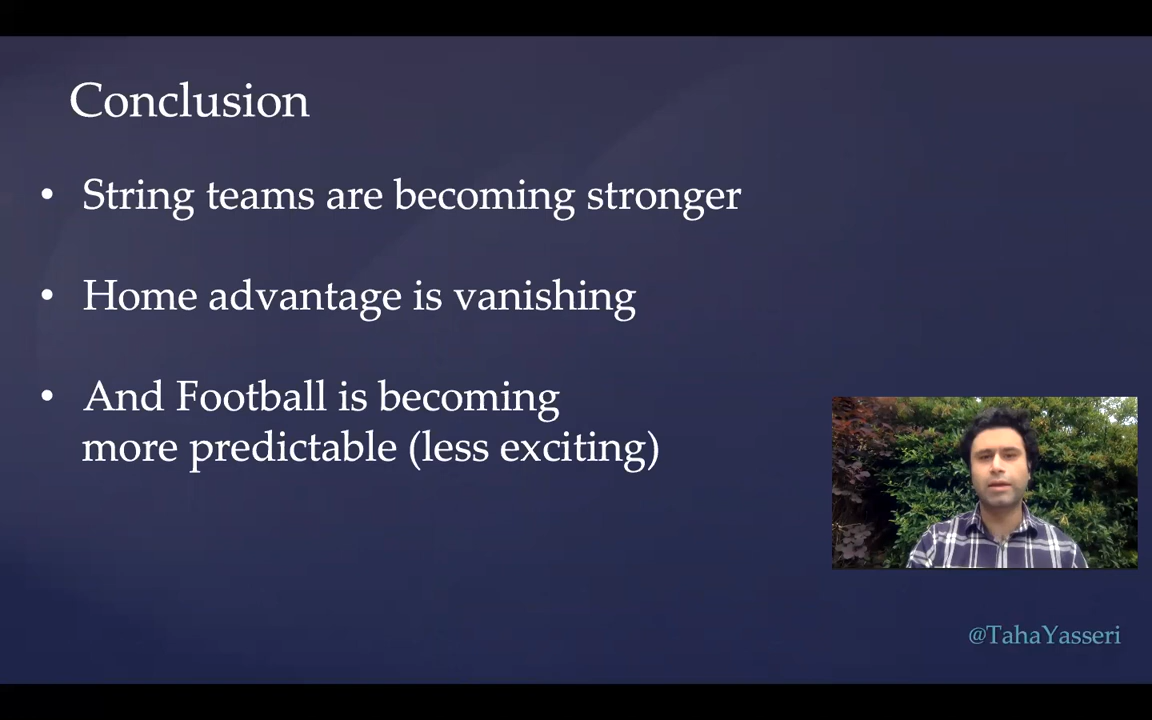 Conclusion
• String teams are becoming stronger
• Home advantage is vanishing
• And Football is becoming
more predictable (less exciting)
@TahaYasseri